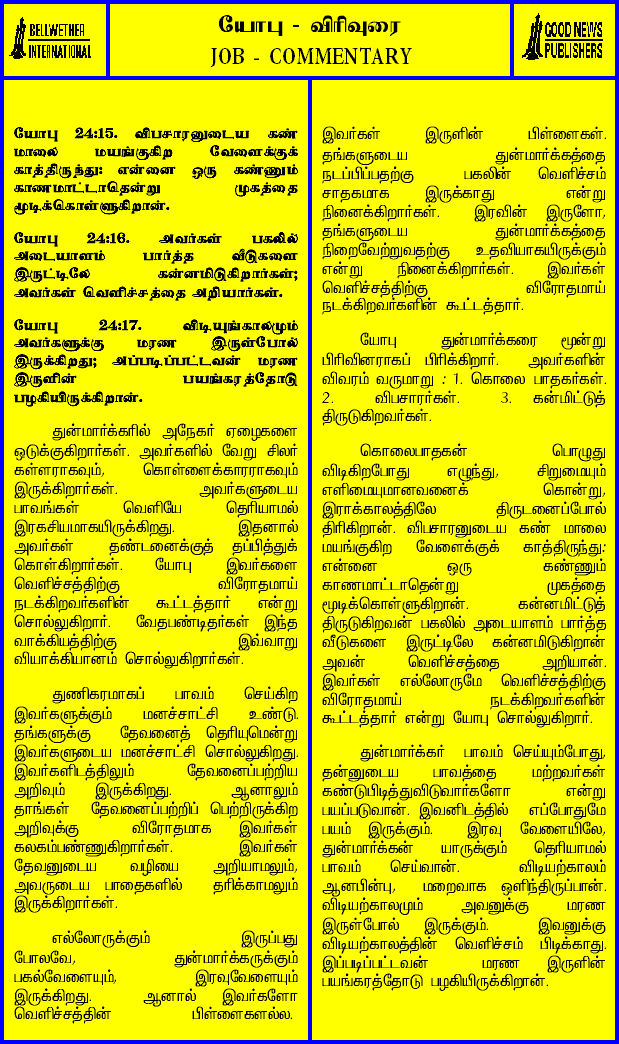 BELLWETHER
INTERNATIONAL
யோபு - விரிவுரை
JOB - COMMENTARY
GOOD NEWS
PUBLISHERS
யோபு 24:15. விபசாரனுடைய கண்
மாலை மயங்குகிற வேளைக்குக்
காத்திருந்து: என்னை ஒரு கண்ணும்
காணமாட்டாதென்று முகத்தை
மூடிக்கொள்ளுகிறான்.
யோபு 24:16. அவர்கள் பகலில்
அடையாளம் பார்த்த வீடுகளை
இருட்டிலே கன்னமிடுகிறார்கள்;
அவர்கள் வெளிச்சத்தை அறியார்கள்.
யோபு 24:17. விடியுங்காலமும்
அவர்களுக்கு மரண இருள்போல்
இருக்கிறது; அப்படிப்பட்டவன் மரண
இருளின் பயங்கரத்தோடு
பழகியிருக்கிறான்.
துன்மார்க்கரில் அநேகர் ஏழைகளை
ஒடுக்குகிறார்கள். அவர்களில் வேறு சிலர்
கள்ளராகவும், கொள்ளைக்காரராகவும்
இருக்கிறார்கள். அவர்களுடைய
பாவங்கள் வெளியே தெரியாமல்
இரகசியமாகயிருக்கிறது. இதனால்
அவர்கள் தண்டனைக்குத் தப்பித்துக்
கொள்கிறார்கள். யோபு இவர்களை
வெளிச்சத்திற்கு விரோதமாய்
நடக்கிறவர்களின் கூட்டத்தார் என்று
சொல்லுகிறார். வேதபண்டிதர்கள் இந்த
வாக்கியத்திற்கு இவ்வாறு
வியாக்கியானம் சொல்லுகிறார்கள்.
துணிகரமாகப் பாவம் செய்கிற
இவர்களுக்கும் மனச்சாட்சி உண்டு.
தங்களுக்கு தேவனைத் தெரியுமென்று
இவர்களுடைய மனச்சாட்சி சொல்லுகிறது.
இவர்களிடத்திலும் தேவனைப்பற்றிய
அறிவும் இருக்கிறது. ஆனாலும்
தாங்கள் தேவனைப்பற்றிப் பெற்றிருக்கிற
அறிவுக்கு விரோதமாக இவர்கள்
கலகம்பண்ணுகிறார்கள். இவர்கள்
தேவனுடைய வழியை அறியாமலும்,
அவருடைய பாதைகளில் தரிக்காமலும்
இருக்கிறார்கள்.
எல்லோருக்கும் இருப்பது
போலவே, துன்மார்க்கருக்கும்
பகல்வேளையும், இரவுவேளையும்
இருக்கிறது. ஆனால் இவர்களோ
வெளிச்சத்தின் பிள்ளைகளல்ல.
இவர்கள் இருளின் பிள்ளைகள்.
தங்களுடைய துன்மார்க்கத்தை
நடப்பிப்பதற்கு பகலின் வெளிச்சம்
சாதகமாக இருக்காது என்று
நினைக்கிறார்கள். இரவின் இருளோ,
தங்களுடைய துன்மார்க்கத்தை
நிறைவேற்றுவதற்கு உதவியாகயிருக்கும்
என்று நினைக்கிறார்கள். இவர்கள்
வெளிச்சத்திற்கு விரோதமாய்
நடக்கிறவர்களின் கூட்டத்தார்.
யோபு துன்மார்க்கரை மூன்று
பிரிவினராகப் பிரிக்கிறார். அவர்களின்
விவரம் வருமாறு : 1. கொலை பாதகர்கள்.
2. விபசாரர்கள். 3. கன்மிட்டுத்
திருடுகிறவர்கள்.
கொலைபாதகன் பொழுது
விடிகிறபோது எழுந்து, சிறுமையும்
எளிமையுமானவனைக் கொன்று,
இராக்காலத்திலே திருடனைப்போல்
திரிகிறான். விபசாரனுடைய கண் மாலை
மயங்குகிற வேளைக்குக் காத்திருந்து:
என்னை ஒரு கண்ணும்
காணமாட்டாதென்று முகத்தை
மூடிக்கொள்ளுகிறான். கன்னமிட்டுத்
திருடுகிறவன் பகலில் அடையாளம் பார்த்த
வீடுகளை இருட்டிலே கன்னமிடுகிறான்
அவன் வெளிச்சத்தை அறியான்.
இவர்கள் எல்லோருமே வெளிச்சத்திற்கு
விரோதமாய் நடக்கிறவர்களின்
கூட்டத்தார் என்று யோபு சொல்லுகிறார்.
துன்மார்க்கர் பாவம் செய்யும்போது,
தன்னுடைய பாவத்தை மற்றவர்கள்
கண்டுபிடித்துவிடுவார்களோ என்று
பயப்படுவான். இவனிடத்தில் எப்போதுமே
பயம் இருக்கும். இரவு வேளையிலே,
துன்மார்க்கன் யாருக்கும் தெரியாமல்
பாவம் செய்வான். விடியற்காலம்
ஆனபின்பு, மறைவாக ஒளிந்திருப்பான்.
விடியற்காலமும் அவனுக்கு மரண
இருள்போல் இருக்கும். இவனுக்கு
விடியற்காலத்தின் வெளிச்சம் பிடிக்காது.
இப்படிப்பட்டவன் மரண இருளின்
பயங்கரத்தோடு பழகியிருக்கிறான்.